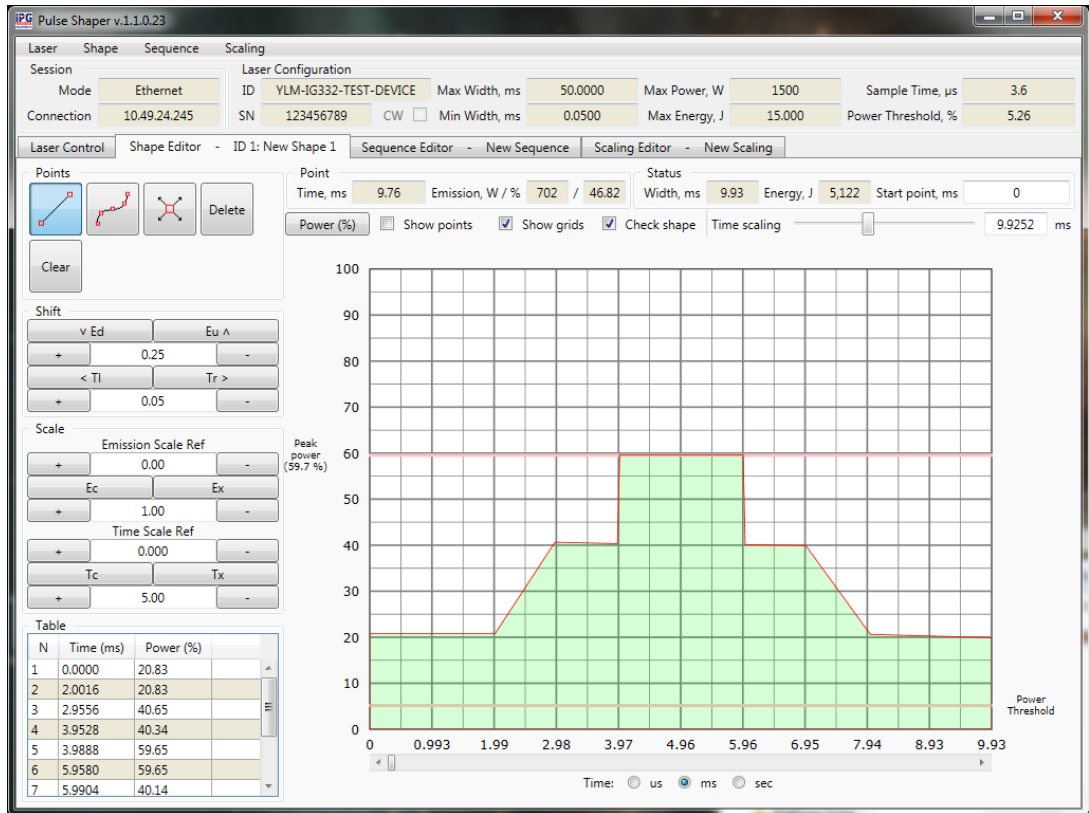 IPG Pulse Shaper v.1.1.0.23
Laser Shape Sequence Scaling
Session Laser Configuration
Mode Ethernet ID YLM-IG332-TEST-DEVICE Max Width, ms 50.0000 Max Power, W 1500 Sample Time, µs 3.6
Connection 10.49.24.245 SN 123456789 CW Min Width, ms 0.0500 Max Energy, J 15.000 Power Threshold, % 5.26
Laser Control Shape Editor - ID 1: New Shape 1 Sequence Editor - New Sequence Scaling Editor - New Scaling
Points Point Status
Time, ms 9.76 Emission, W / % 702 / 46.82 Width, ms 9.93 Energy, J 5,122 Start point, ms 0
Delete
Power (%) Show points Show grids Check shape Time scaling 9.9252 ms
Clear
Shift
v Ed Eu ʌ
+ 0.25 -
< Tl Tr >
+ 0.05 -
Scale
Emission Scale Ref
+ 0.00 -
Ec Ex
+ 1.00 -
Time Scale Ref
+ 0.000 -
Tc Tx
+ 5.00 -
Table
N Time (ms) Power (%)
1 0.0000 20.83
2 2.0016 20.83
3 2.9556 40.65
4 3.9528 40.34
5 3.9888 59.65
6 5.9580 59.65
7 5.9904 40.14
100
90
80
70
Peak
power
(59.7 %)
60
50
40
30
20
10
0
Power
Threshold
0 0.993 1.99 2.98 3.97 4.96 5.96 6.95 7.94 8.93 9.93
Time: us ms sec